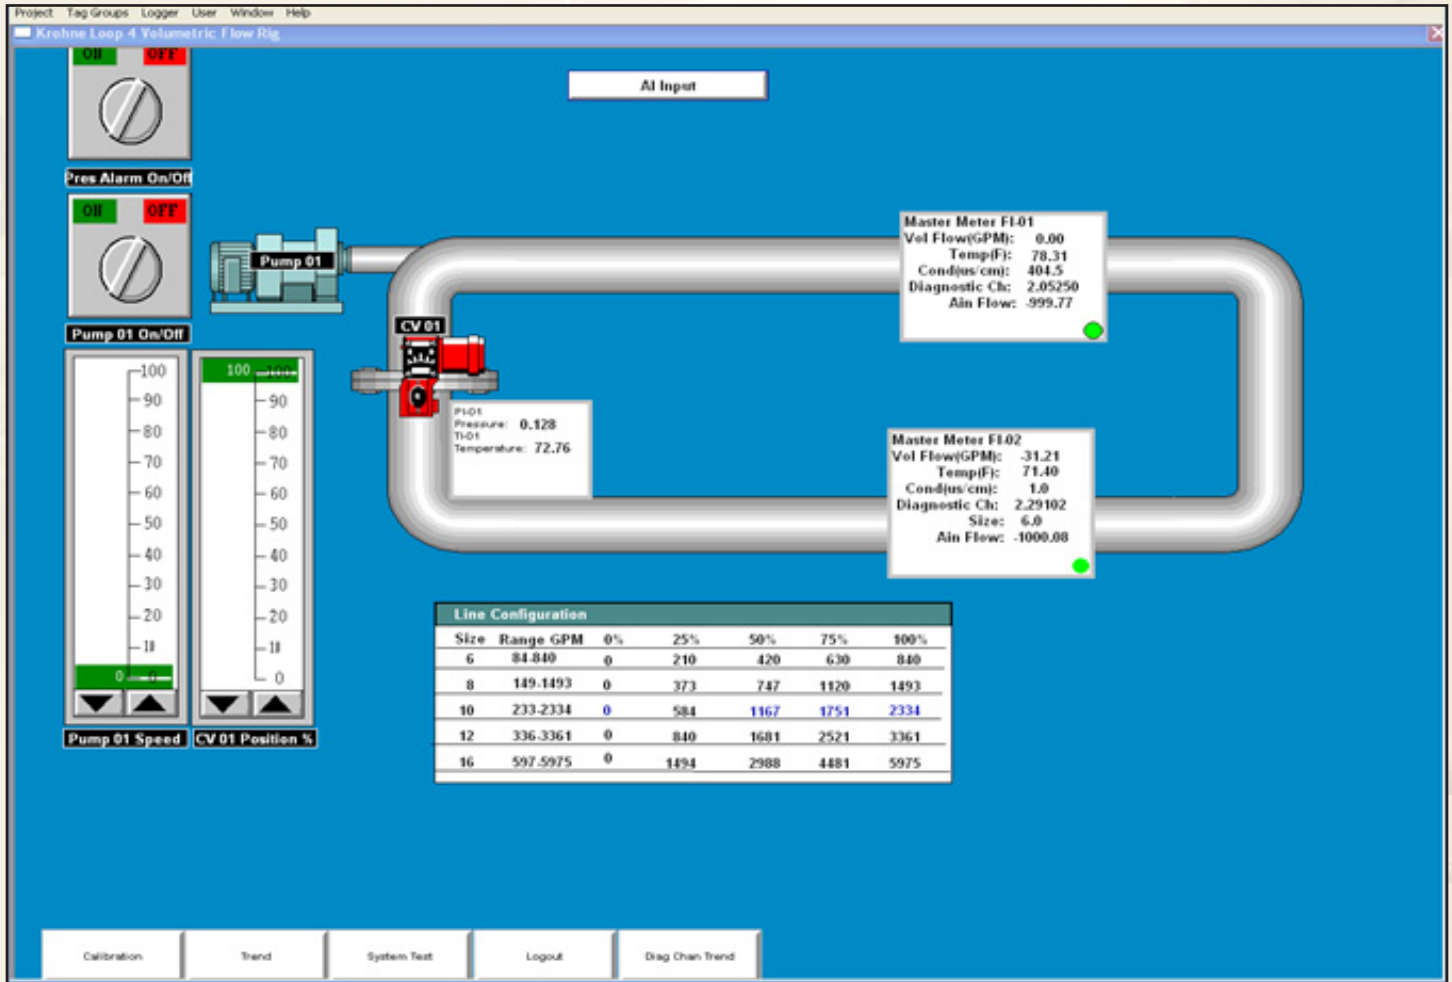 Project Tag Groups Logger User Window Help
Krohne Loop 4 Volumetric Flow Rig
OFF
AI Input
Pres Alarm On/Off
OFF
Pump 01
Pump 01 On/Off
CV 01
Master Meter FI-01
Vol Flow(GPM): 0.00
Temp(F): 78.31
Cond(us/cm): 404.5
Diagnostic Ch: 2.05250
Ain Flow: -999.77
100
90
80
70
60
50
40
30
20
0
Pump 01 Speed
100
90
80
70
60
50
40
30
20
0
CV 01 Position %
PI-01
Pressure: 0.128
TI-01
Temperature: 72.76
Master Meter FI-02
Vol Flow(GPM): -31.21
Temp(F): 71.40
Cond(us/cm): 1.0
Diagnostic Ch: 2.29102
Size: 6.0
Ain Flow: -1000.08
Line Configuration
Size Range GPM 0% 25% 50% 75% 100%
6 84-840 0 210 420 630 840
8 149-1493 0 373 747 1120 1493
10 233-2334 0 584 1167 1751 2334
12 336-3361 0 840 1681 2521 3361
16 597-5975 0 1494 2988 4481 5975
Calibration
Trend
System Test
Logout
Diag Chan Trend